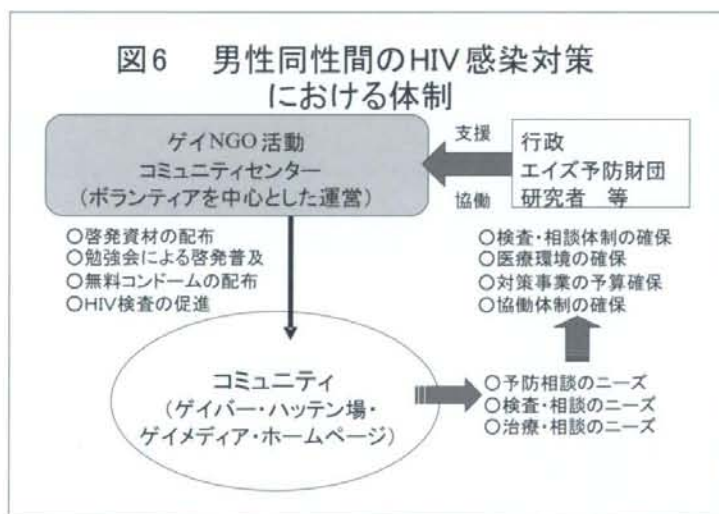 図6 男性同性間のHIV感染対策
における体制
ゲイNGO活動
コミュニティセンター
(ボランティアを中心とした運営)
支援
協働
行政
エイズ予防財団
研究者 等
○啓発資材の配布
○勉強会による啓発普及
○無料コンドームの配布
○HIV検査の促進
○検査・相談体制の確保
○医療環境の確保
○対策事業の予算確保
○協働体制の確保
コミュニティ
(ゲイバー・ハッテン場・
ゲイメディア・ホームページ)
○予防相談のニーズ
○検査・相談のニーズ
○治療・相談のニーズ